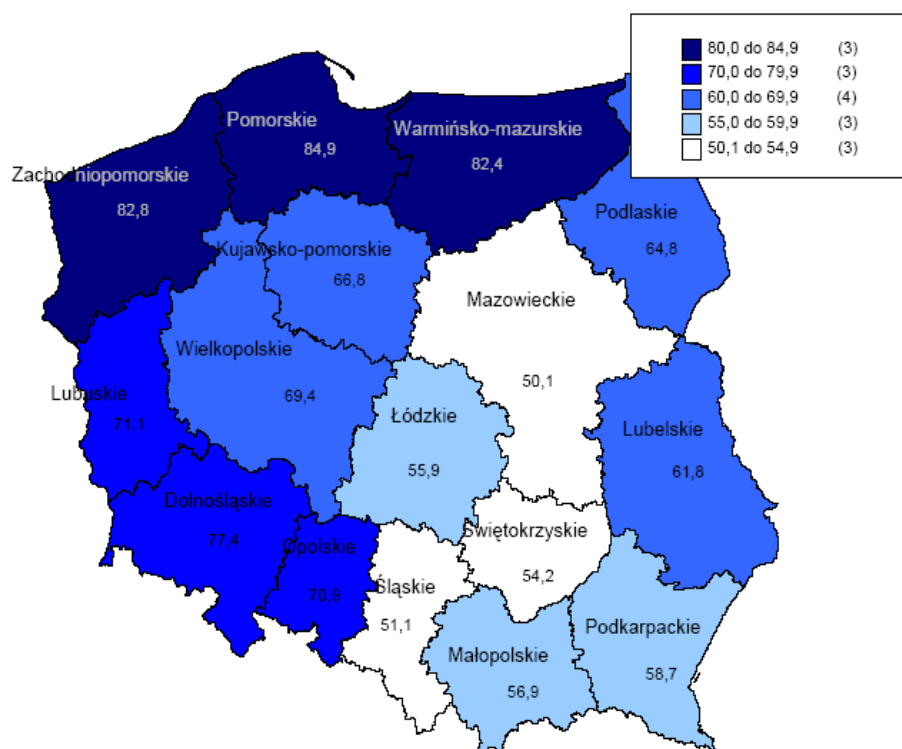 80,0 do 84,9 (3)
70,0 do 79,9 (3)
60,0 do 69,9 (4)
55,0 do 59,9 (3)
50,1 do 54,9 (3)
Pomorskie
84,9
Warmińsko-mazurskie
82,4
Zachodniopomorskie
82,8
Podlaskie
64,8
Kujawsko-pomorskie
66,8
Mazowieckie
50,1
Wielkopolskie
69,4
Lubuskie
71,1
Łódzkie
55,9
Lubelskie
61,8
Dolnośląskie
77,4
Opolskie
70,9
Świętokrzyskie
54,2
Śląskie
51,1
Podkarpackie
58,7
Małopolskie
56,9